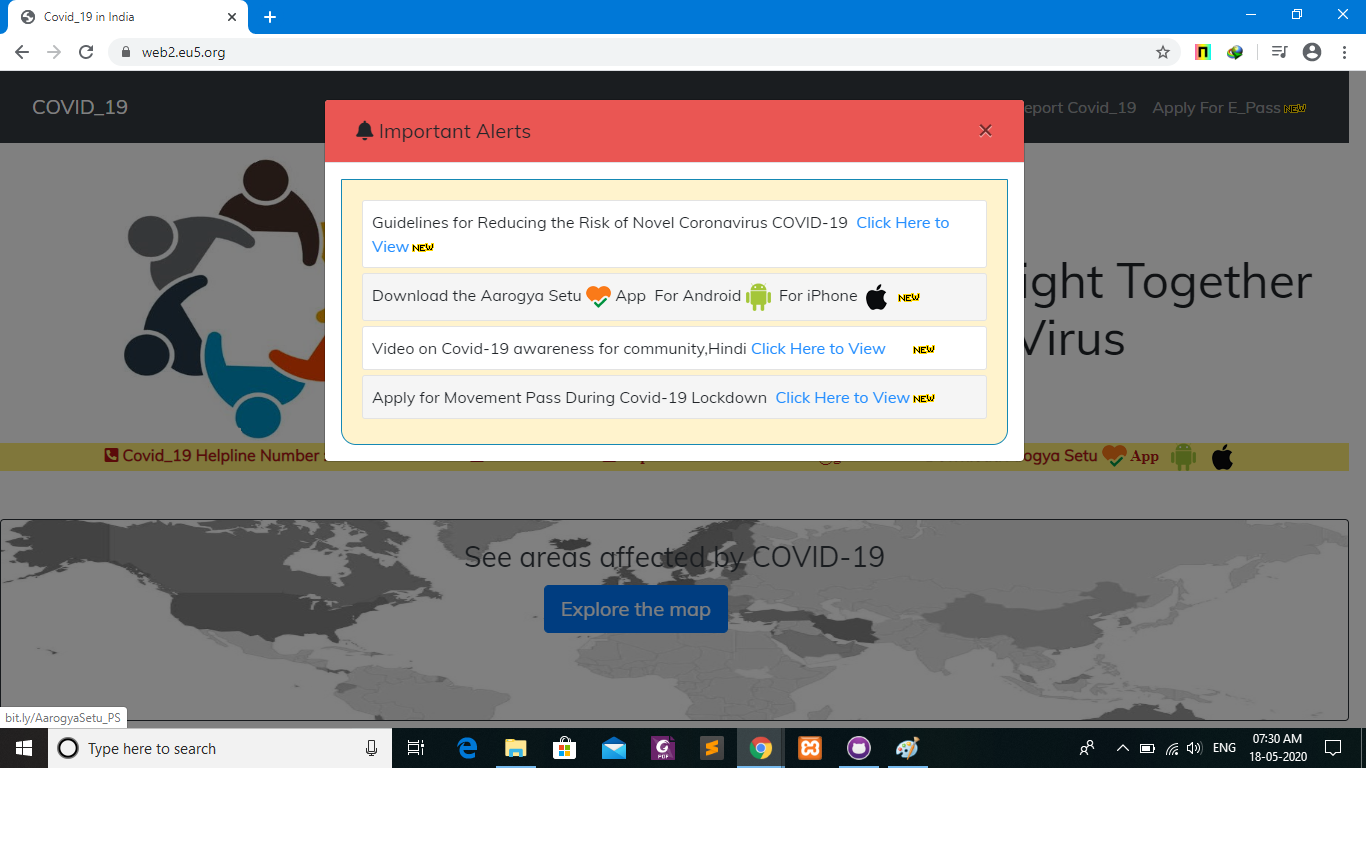 Covid_19 in India
web2.eu5.org
COVID_19
eport Covid_19
Apply For E_Pass NEW
Important Alerts
×
Guidelines for Reducing the Risk of Novel Coronavirus COVID-19 Click Here to
View NEW
Download the Aarogya Setu App For Android For iPhone NEW
Video on Covid-19 awareness for community,Hindi Click Here to View NEW
Apply for Movement Pass During Covid-19 Lockdown Click Here to View NEW
ight Together
Virus
Covid_19 Helpline Number
ogya Setu App
See areas affected by COVID-19
Explore the map
bit.ly/AarogyaSetu_PS
Type here to search
PDF
ENG
07:30 AM
18-05-2020